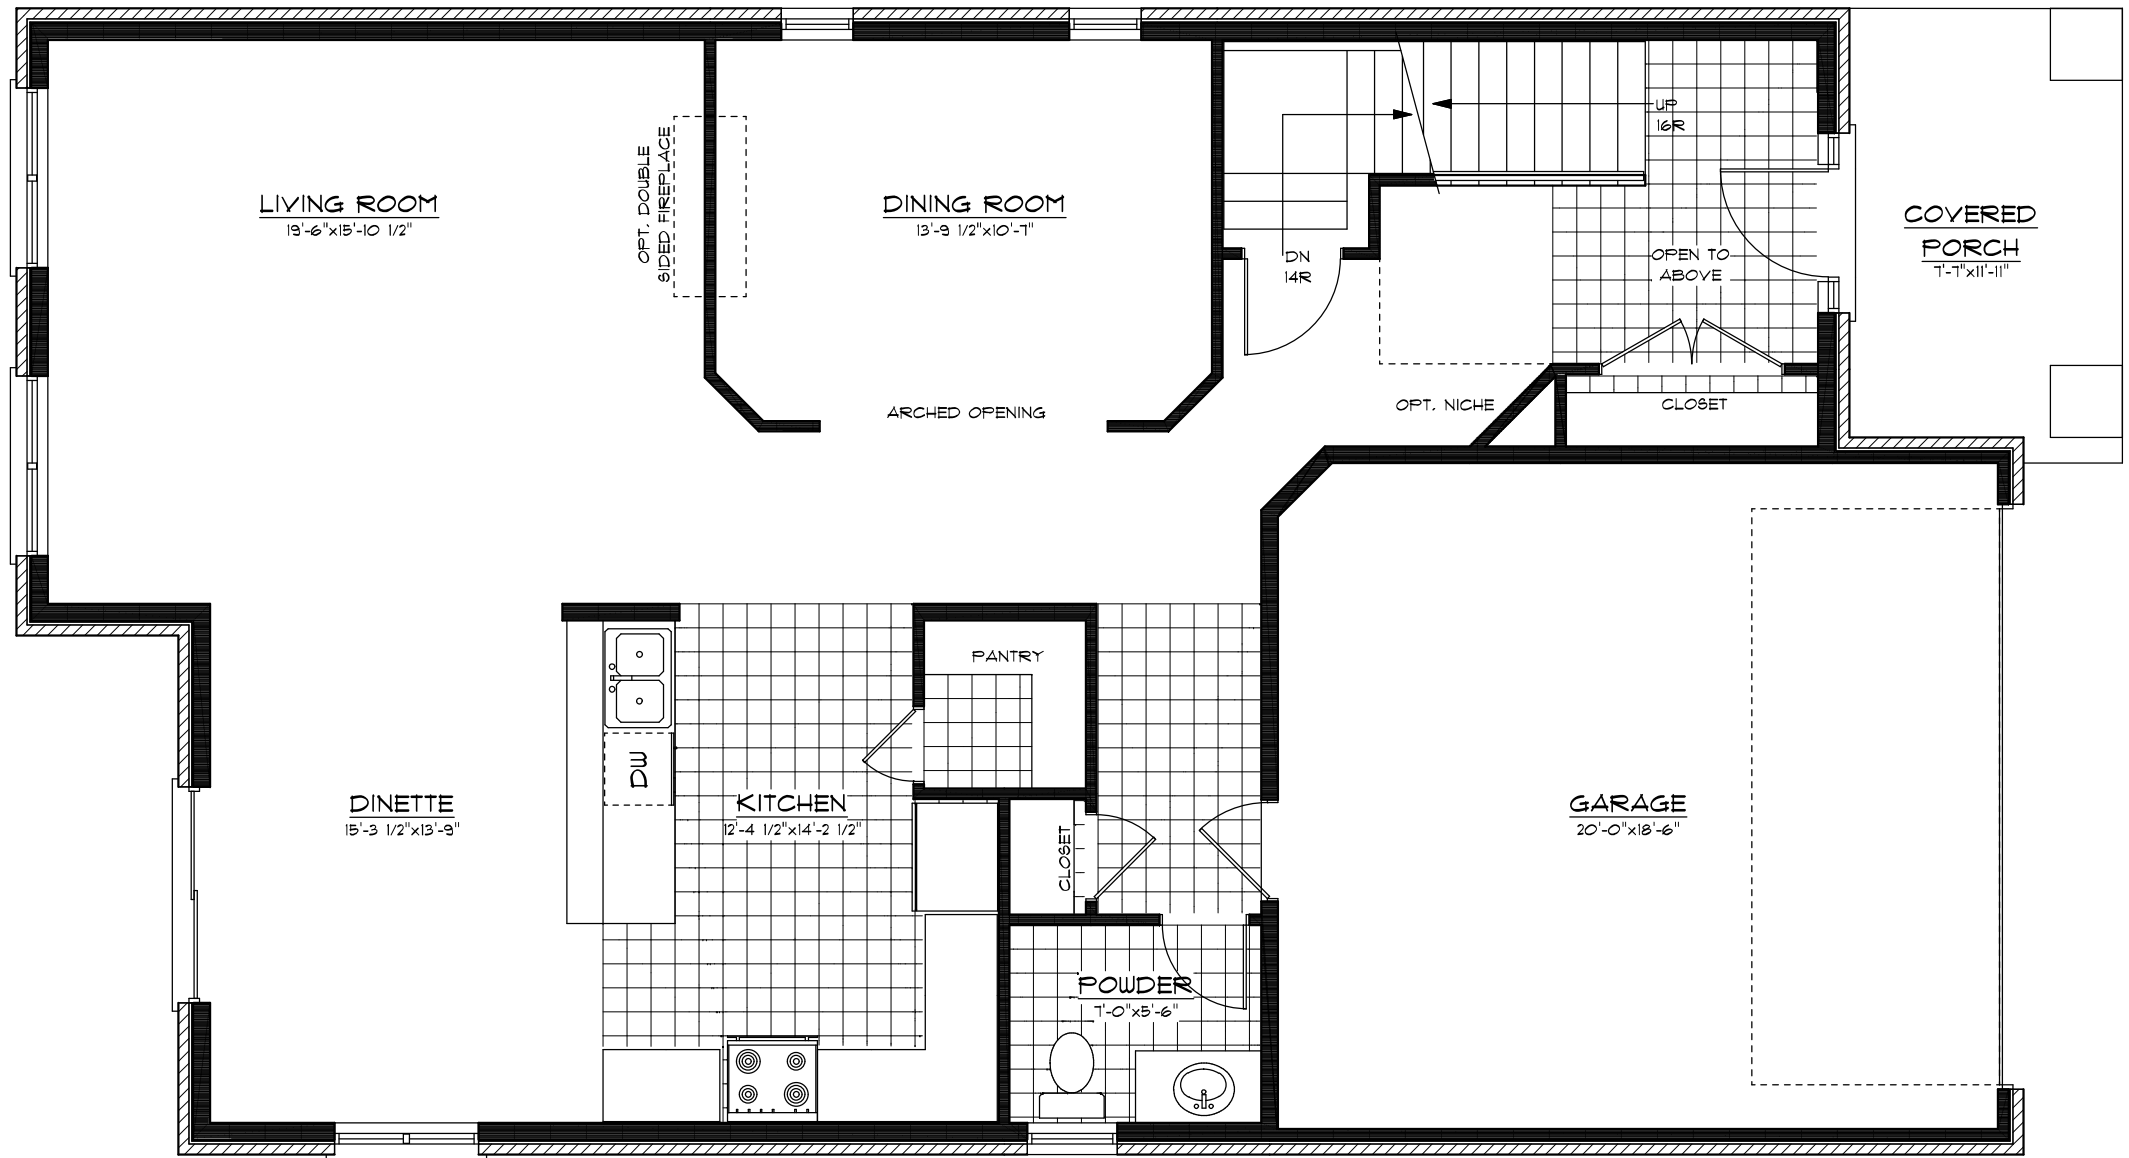 UP
16R
OPT. DOUBLE
SIDED FIREPLACE
LIVING ROOM
19'-6"x15'-10 1/2"
DINING ROOM
13'-9 1/2"x10'-7"
COVERED
PORCH
7'-7"x11'-11"
DN
14R
OPEN TO
ABOVE
ARCHED OPENING
OPT. NICHE
CLOSET
PANTRY
DW
DINETTE
15'-3 1/2"x13'-9"
KITCHEN
12'-4 1/2"x14'-2 1/2"
CLOSET
GARAGE
20'-0"x18'-6"
POWDER
7'-0"x5'-6"